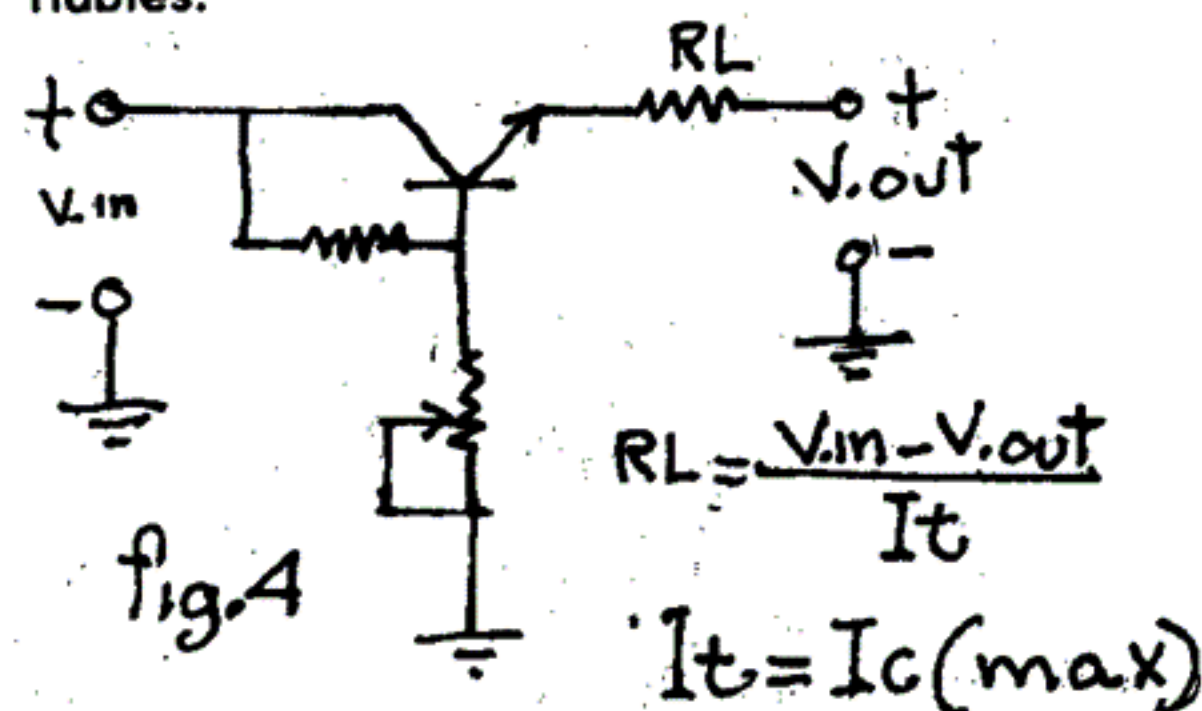 RL
+ +
V.in V.out
- -
RL = V.in - V.out
It
fig.4
It = Ic (max)